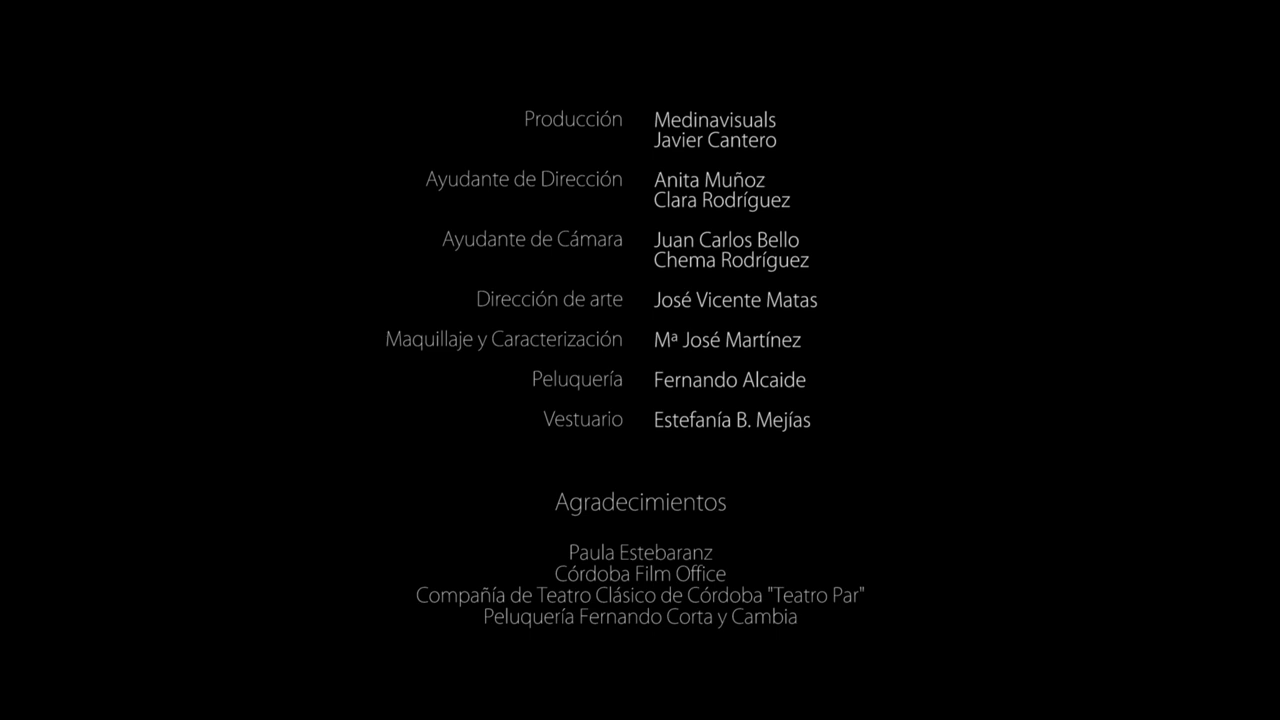 Producción Medinavisuals
Javier Cantero
Ayudante de Dirección Anita Muñoz
Clara Rodríguez
Ayudante de Cámara Juan Carlos Bello
Chema Rodríguez
Dirección de arte José Vicente Matas
Maquillaje y Caracterización Mª José Martínez
Peluquería Fernando Alcaide
Vestuario Estefanía B. Mejías
Agradecimientos
Paula Estebaranz
Córdoba Film Office
Compañía de Teatro Clásico de Córdoba "Teatro Par"
Peluquería Fernando Corta y Cambia